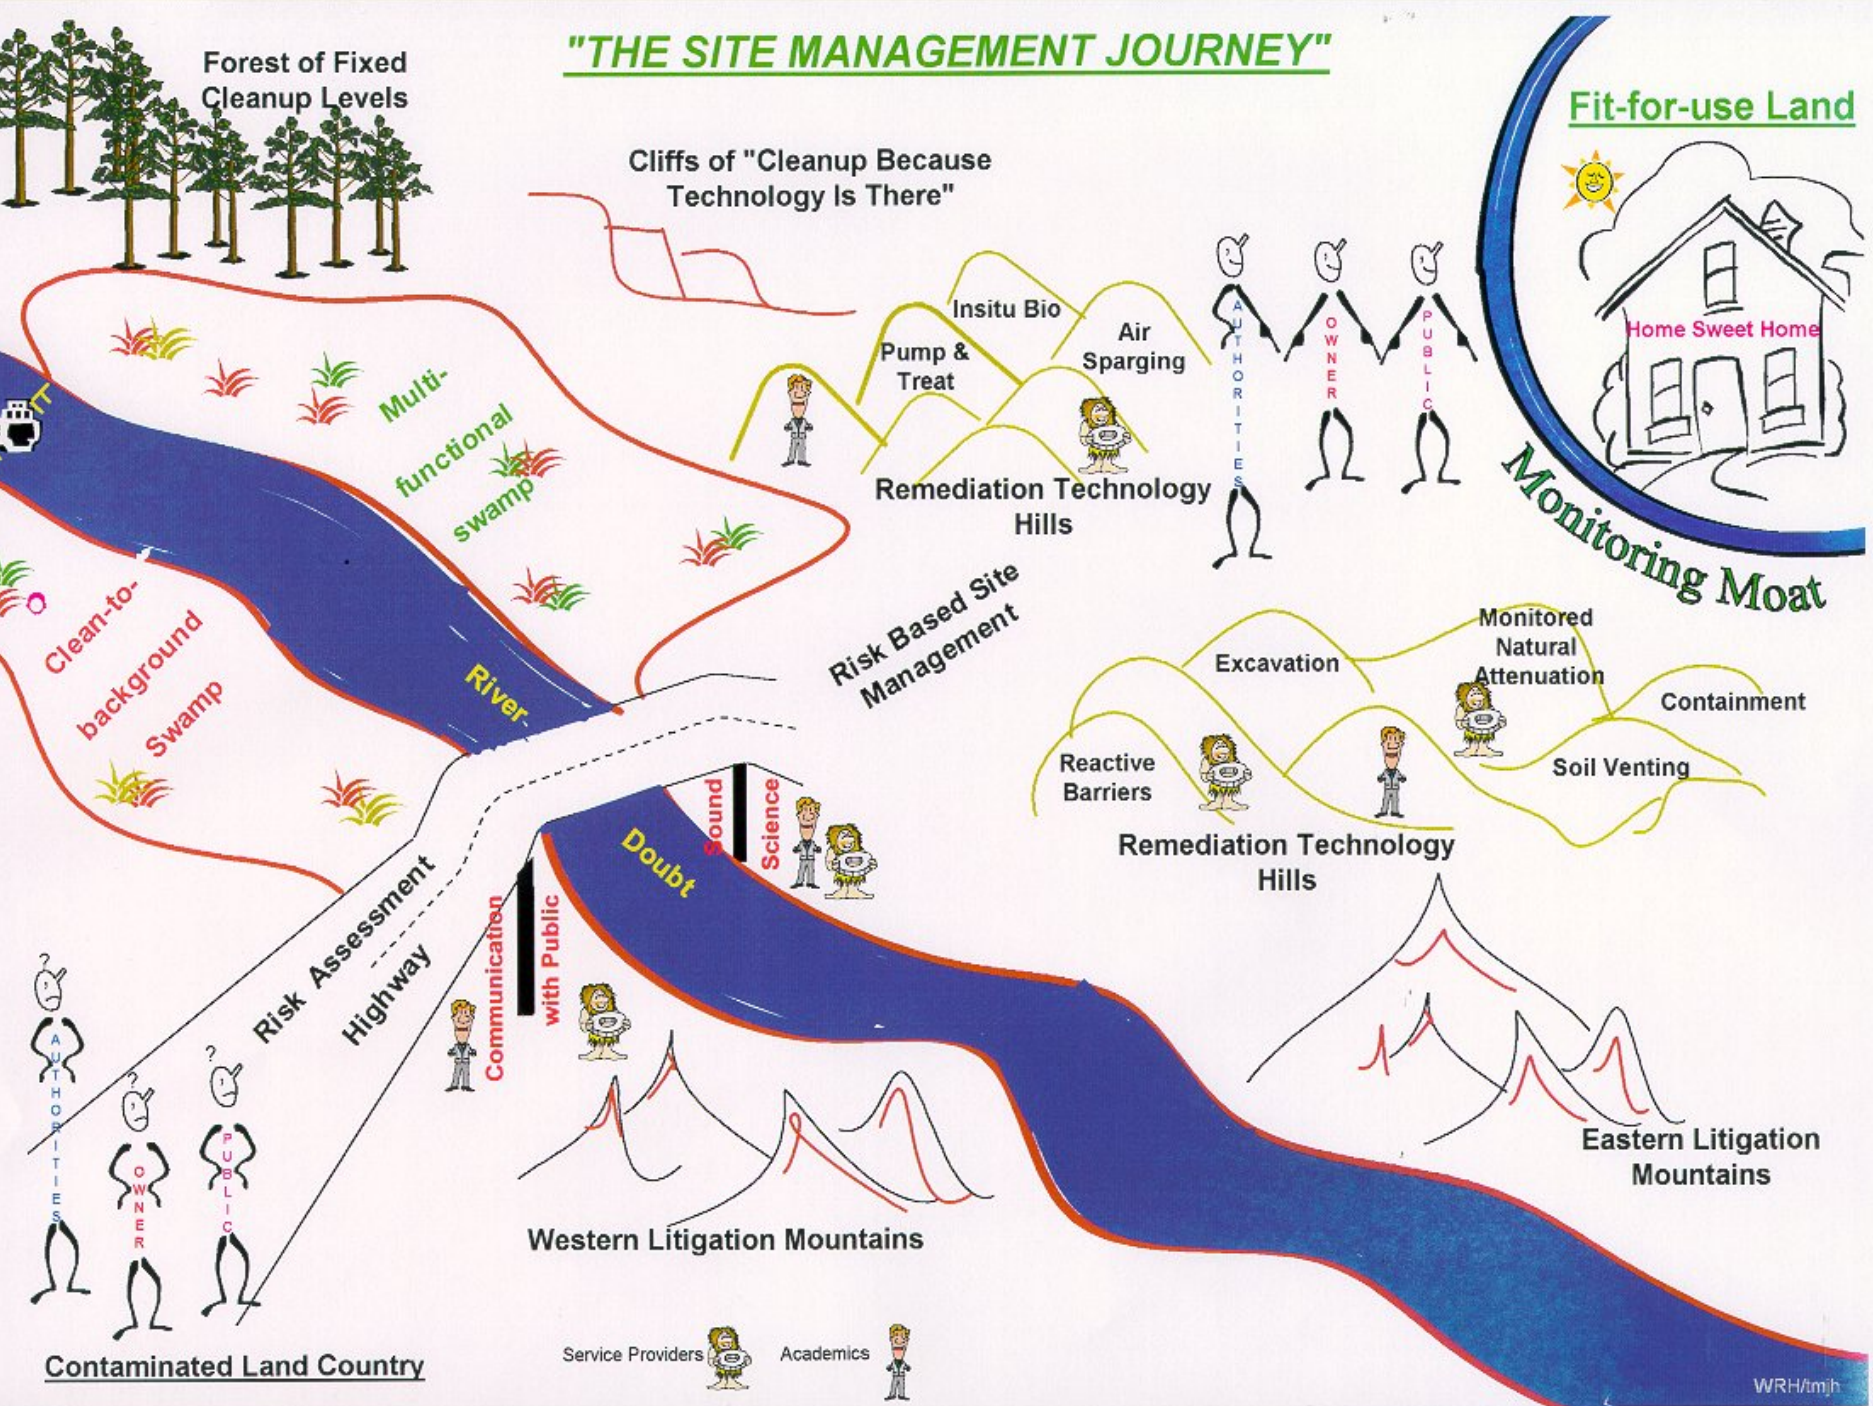 "THE SITE MANAGEMENT JOURNEY"
Forest of Fixed
Cleanup Levels
Cliffs of "Cleanup Because
Technology Is There"
Fit-for-use Land
Home Sweet Home
Monitoring Moat
Insitu Bio
Air
Sparging
Pump &
Treat
Remediation Technology
Hills
AUTHORITIES
OWNER
PUBLIC
Multi-
functional
swamp
Clean-to-
background
Swamp
River
Doubt
Risk Based Site
Management
Excavation
Monitored
Natural
Attenuation
Containment
Reactive
Barriers
Soil Venting
Remediation Technology
Hills
Sound
Science
Communication
with Public
Risk Assessment
Highway
? ? ?
AUTHORITIES
OWNER
PUBLIC
Contaminated Land Country
Western Litigation Mountains
Eastern Litigation
Mountains
Service Providers
Academics
WRH/tmjh